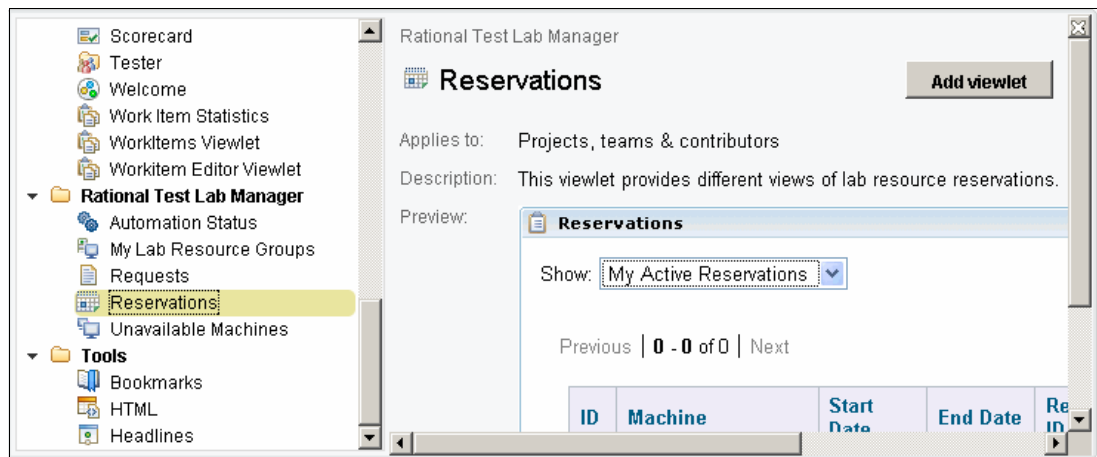 Scorecard
Tester
Welcome
Work Item Statistics
WorkItems Viewlet
Workitem Editor Viewlet
Rational Test Lab Manager
Automation Status
My Lab Resource Groups
Requests
Reservations
Unavailable Machines
Tools
Bookmarks
HTML
Headlines
Rational Test Lab Manager
Reservations
Add viewlet
Applies to: Projects, teams & contributors
Description: This viewlet provides different views of lab resource reservations.
Preview:
Reservations
Show: My Active Reservations
Previous | 0 - 0 of 0 | Next
ID Machine Start Date End Date Re
ID